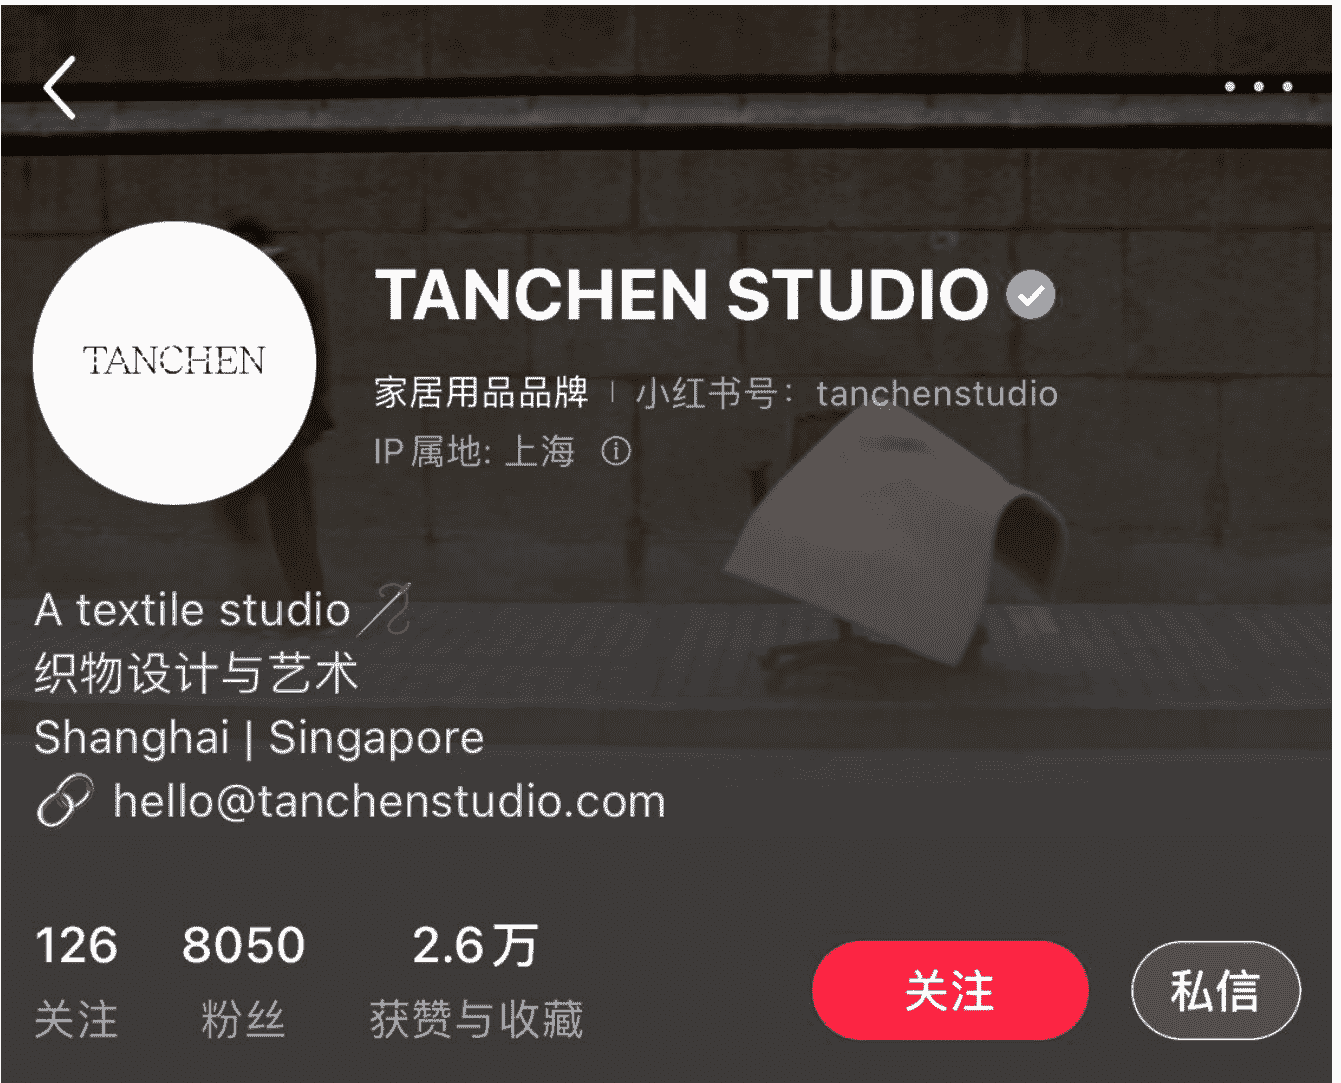 TANCHEN
TANCHEN STUDIO
家居用品品牌 | 小红书号：tanchenstudio
IP属地: 上海
A textile studio
织物设计与艺术
Shanghai | Singapore
hello@tanchenstudio.com
126 8050 2.6万
关注 粉丝 获赞与收藏
关注 私信